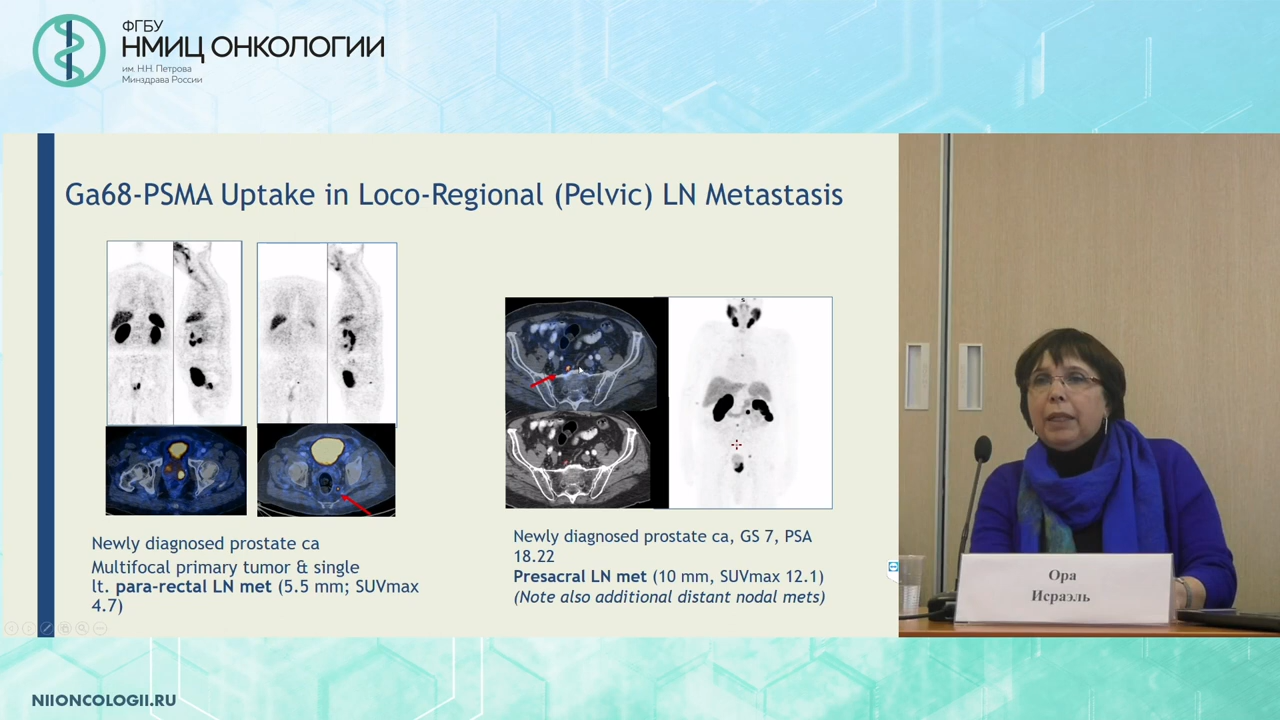 ФГБУ
НМИЦ ОНКОЛОГИИ
им. Н.Н. Петрова
Минздрава России
Ga68-PSMA Uptake in Loco-Regional (Pelvic) LN Metastasis
Newly diagnosed prostate ca
Multifocal primary tumor & single
lt. para-rectal LN met (5.5 mm; SUVmax
4.7)
Newly diagnosed prostate ca, GS 7, PSA
18.22
Presacral LN met (10 mm, SUVmax 12.1)
(Note also additional distant nodal mets)
Ора
Исраэль
NIIONCOLOGII.RU